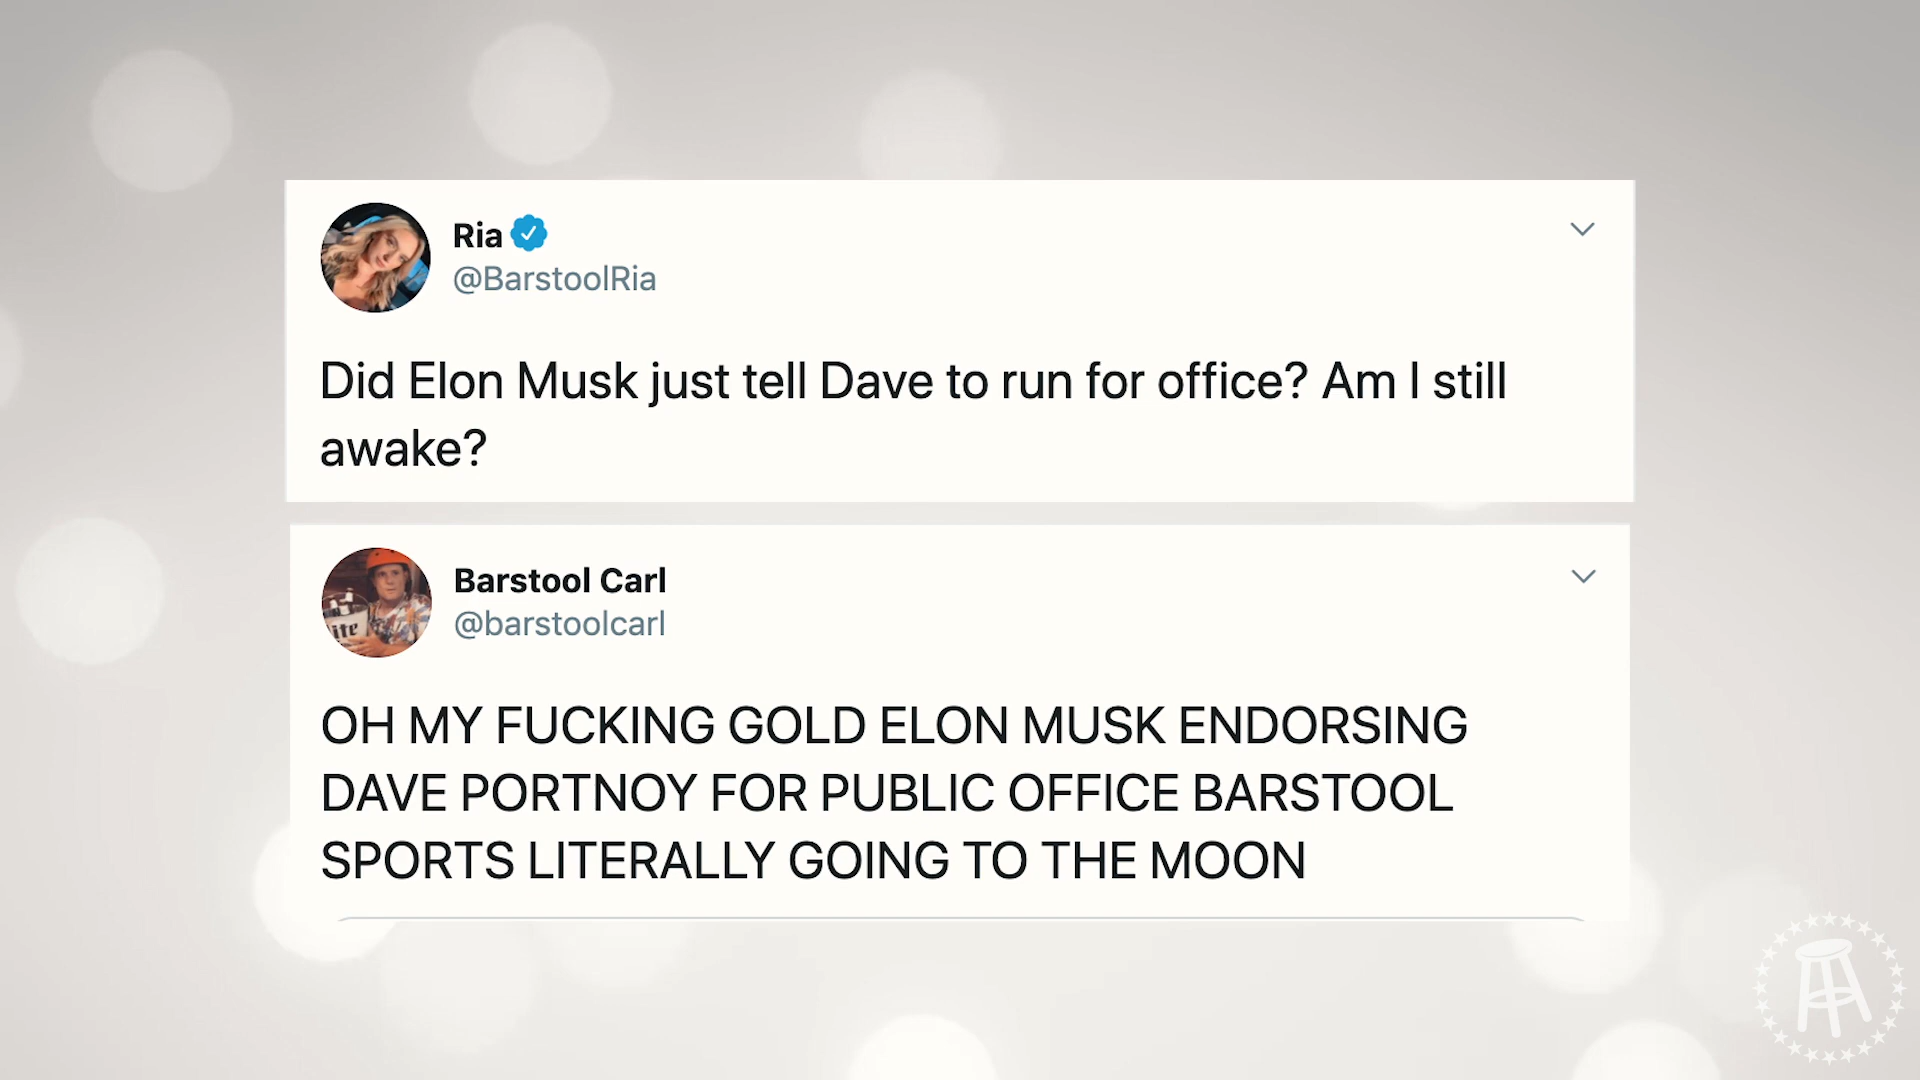 Ria
@BarstoolRia
Did Elon Musk just tell Dave to run for office? Am I still
awake?
Barstool Carl
@barstoolcarl
ite
OH MY FUCKING GOLD ELON MUSK ENDORSING
DAVE PORTNOY FOR PUBLIC OFFICE BARSTOOL
SPORTS LITERALLY GOING TO THE MOON